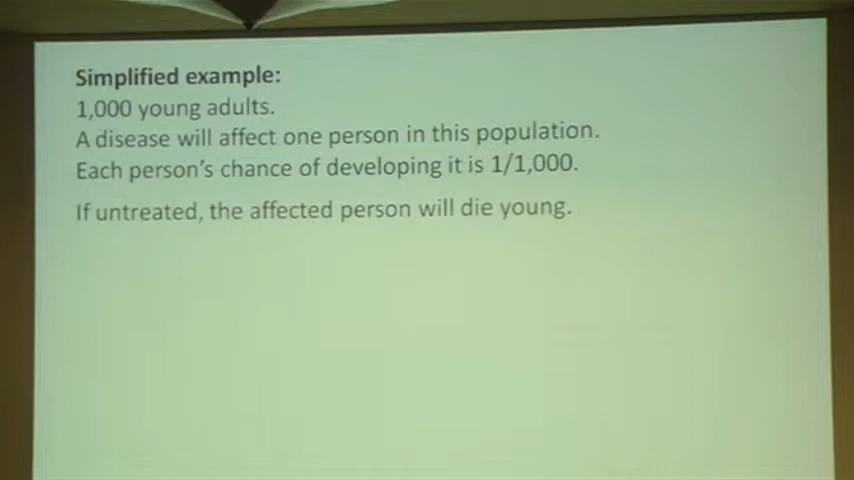 Simplified example:
1,000 young adults.
A disease will affect one person in this population.
Each person's chance of developing it is 1/1,000.
If untreated, the affected person will die young.